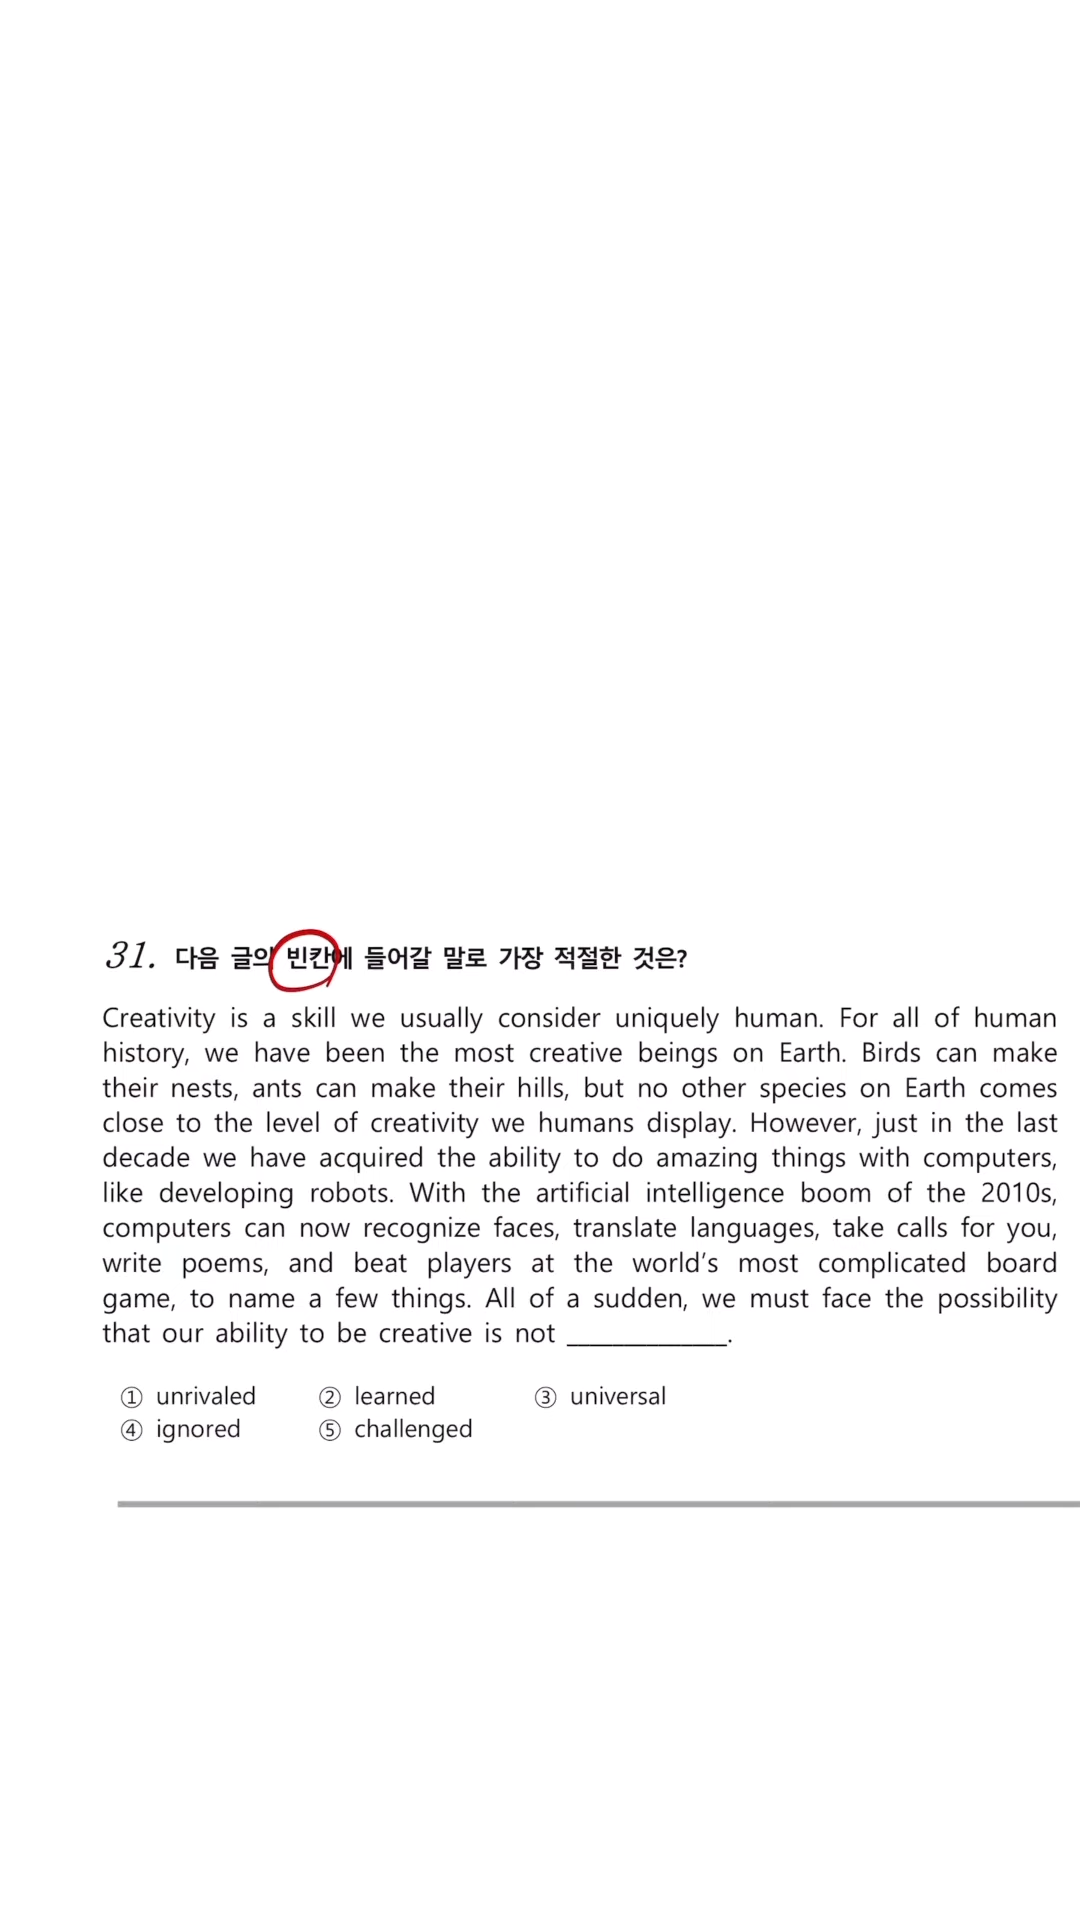 31. 다음 글의 빈칸에 들어갈 말로 가장 적절한 것은?
Creativity is a skill we usually consider uniquely human. For all of human
history, we have been the most creative beings on Earth. Birds can make
their nests, ants can make their hills, but no other species on Earth comes
close to the level of creativity we humans display. However, just in the last
decade we have acquired the ability to do amazing things with computers,
like developing robots. With the artificial intelligence boom of the 2010s,
computers can now recognize faces, translate languages, take calls for you,
write poems, and beat players at the world’s most complicated board
game, to name a few things. All of a sudden, we must face the possibility
that our ability to be creative is not ______________.
① unrivaled ② learned ③ universal
④ ignored ⑤ challenged